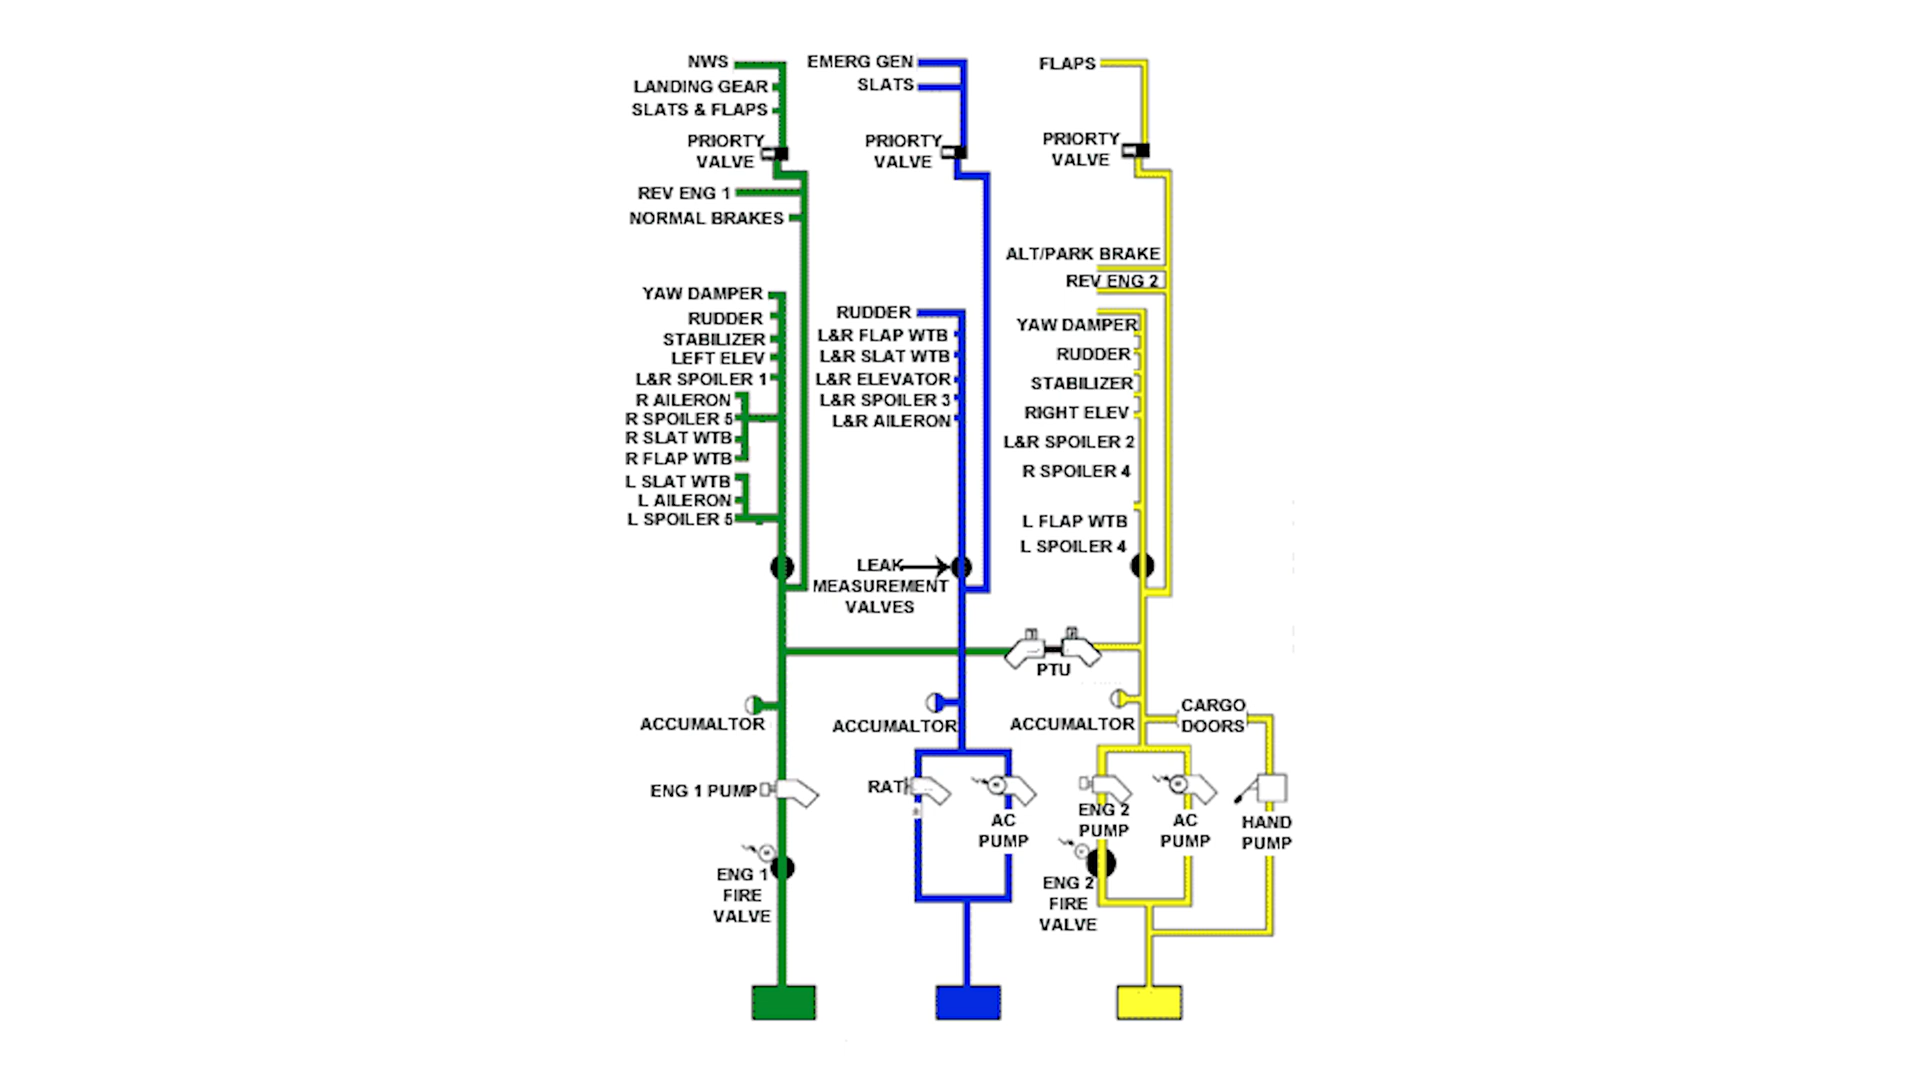 NWS
LANDING GEAR
SLATS & FLAPS
PRIORTY
VALVE
REV ENG 1
NORMAL BRAKES
YAW DAMPER
RUDDER
STABILIZER
LEFT ELEV
L&R SPOILER 1
R AILERON
R SPOILER 5
R SLAT WTB
R FLAP WTB
L SLAT WTB
L AILERON
L SPOILER 5
ACCUMALTOR
ENG 1 PUMP
ENG 1
FIRE
VALVE
EMERG GEN
SLATS
PRIORTY
VALVE
RUDDER
L&R FLAP WTB
L&R SLAT WTB
L&R ELEVATOR
L&R SPOILER 3
L&R AILERON
LEAK
MEASUREMENT
VALVES
ACCUMALTOR
RAT
AC
PUMP
FLAPS
PRIORTY
VALVE
ALT/PARK BRAKE
REV ENG 2
YAW DAMPER
RUDDER
STABILIZER
RIGHT ELEV
L&R SPOILER 2
R SPOILER 4
L FLAP WTB
L SPOILER 4
PTU
ACCUMALTOR
CARGO
DOORS
ENG 2
PUMP
AC
PUMP
HAND
PUMP
ENG 2
FIRE
VALVE